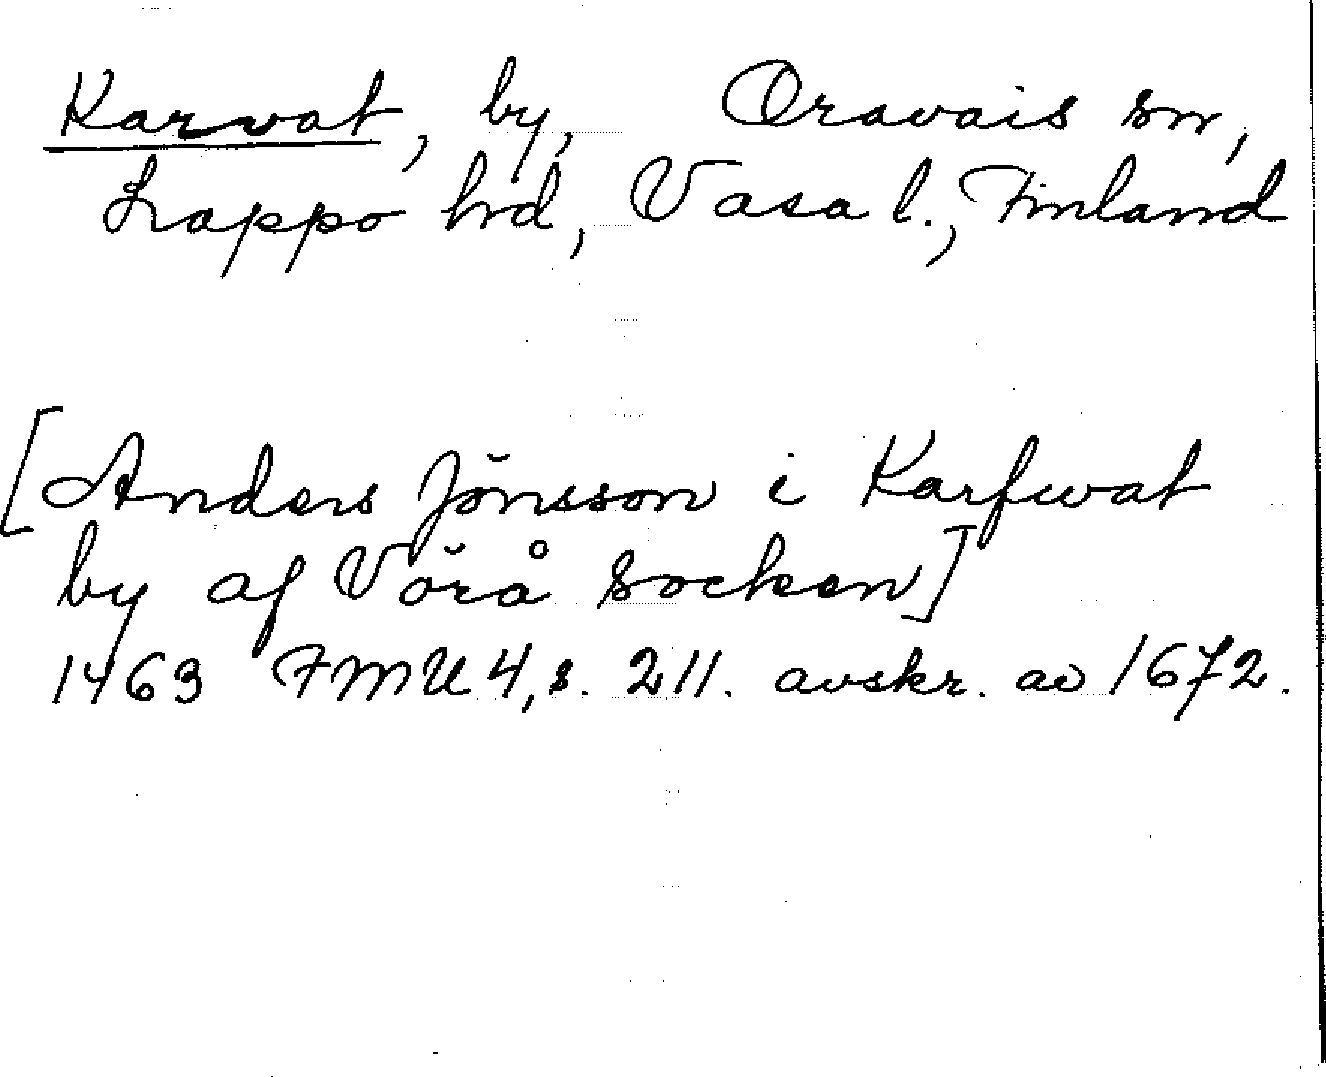 Karvat, by, Oravais sn,
Lappo hd, Vasa l., Finland
[Anders Jönsson i Karfwat
by af Vörå socken]
1463 FMU 4, s. 211. avskr. av 1672.